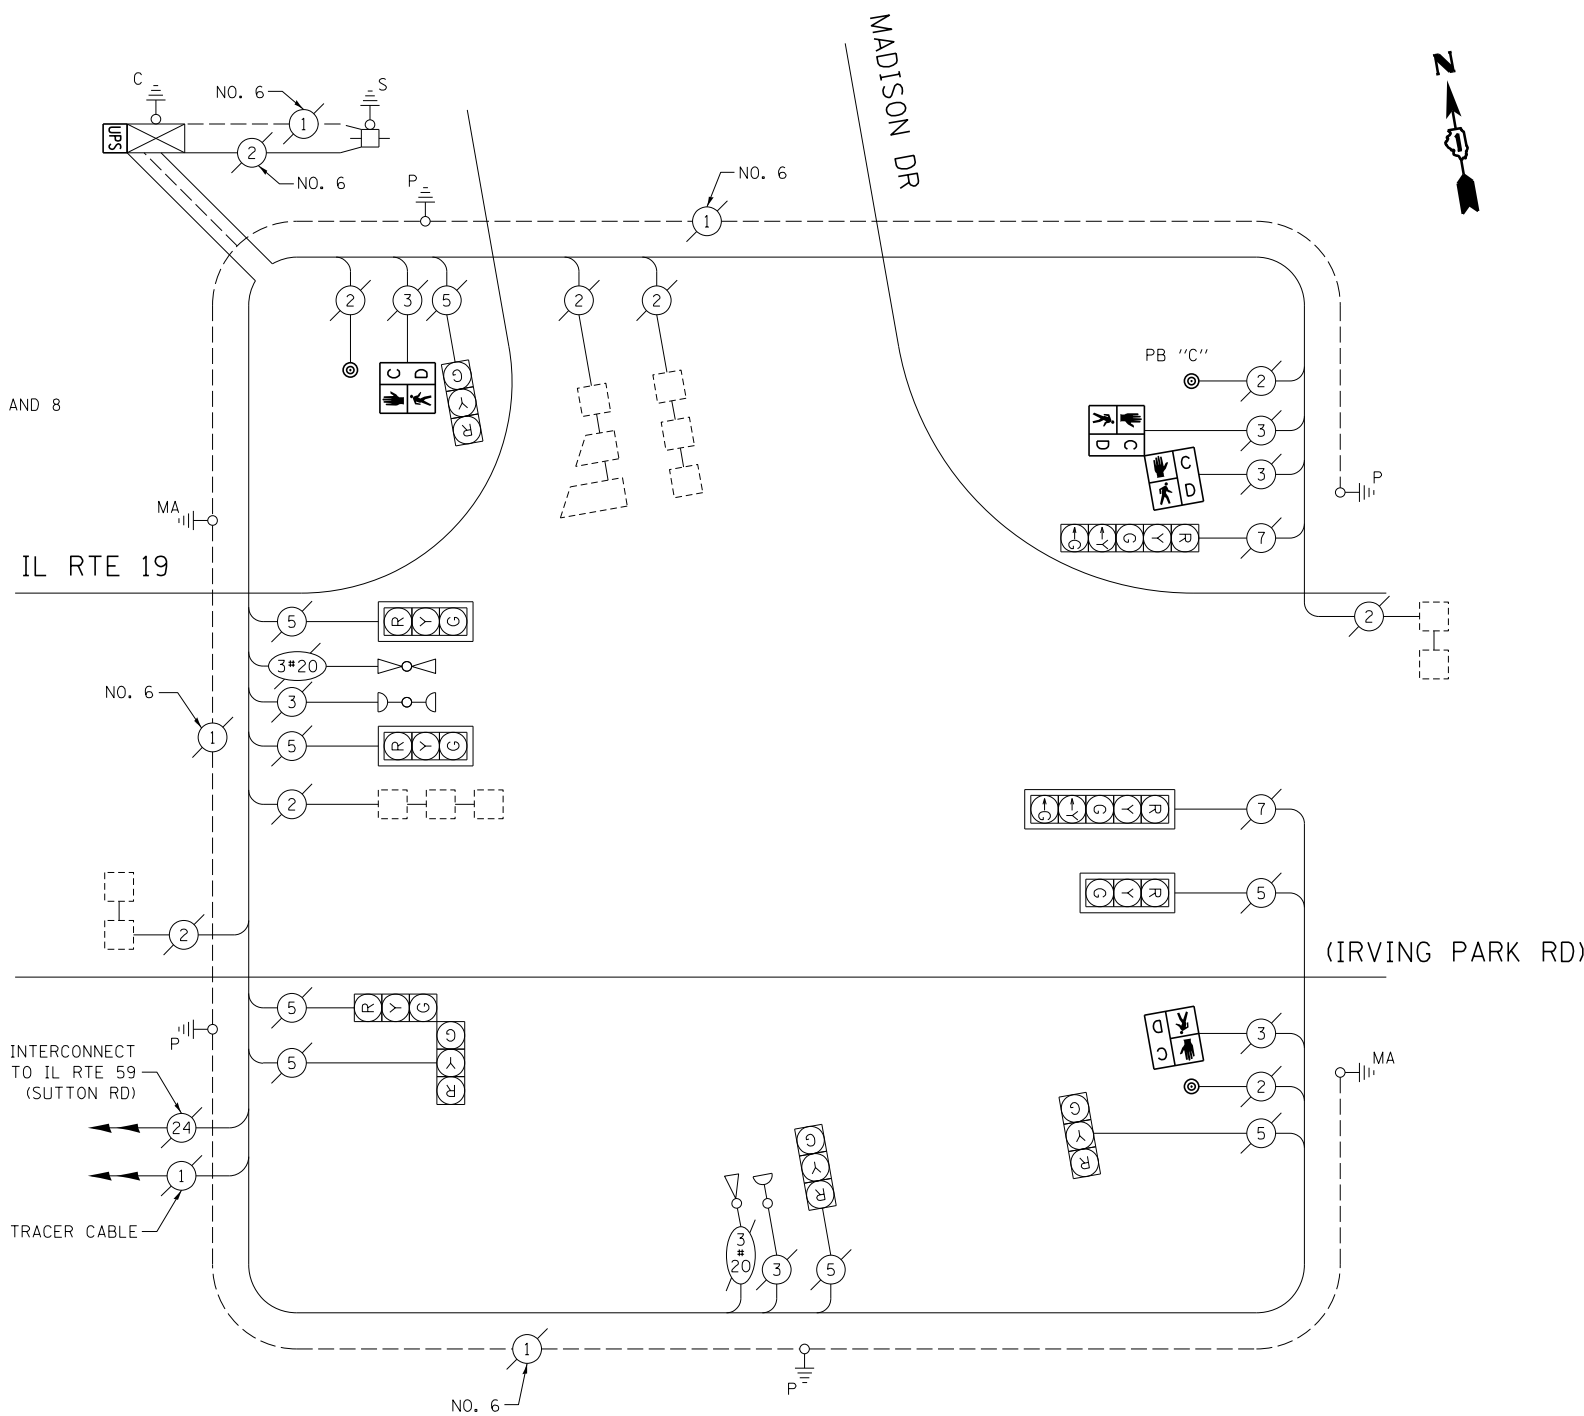 MADISON DR
N
1
C
NO. 6
S
1
UPS
2
NO. 6
P
NO. 6
1
2
3
5
2
2
C D
G
Y
R
AND 8
PB "C"
2
3
D C
3
C
D
P
MA
G Y G Y R
7
IL RTE 19
5
R Y G
2
3#20
NO. 6
3
1
5
R Y G
2
G Y G Y R
7
G Y R
5
2
(IRVING PARK RD)
5
R Y G
P
G
Y
R
5
D
C
3
INTERCONNECT
TO IL RTE 59
(SUTTON RD)
MA
2
24
G
Y
R
5
1
TRACER CABLE
G
Y
R
3
#
20
3
5
1
NO. 6
P